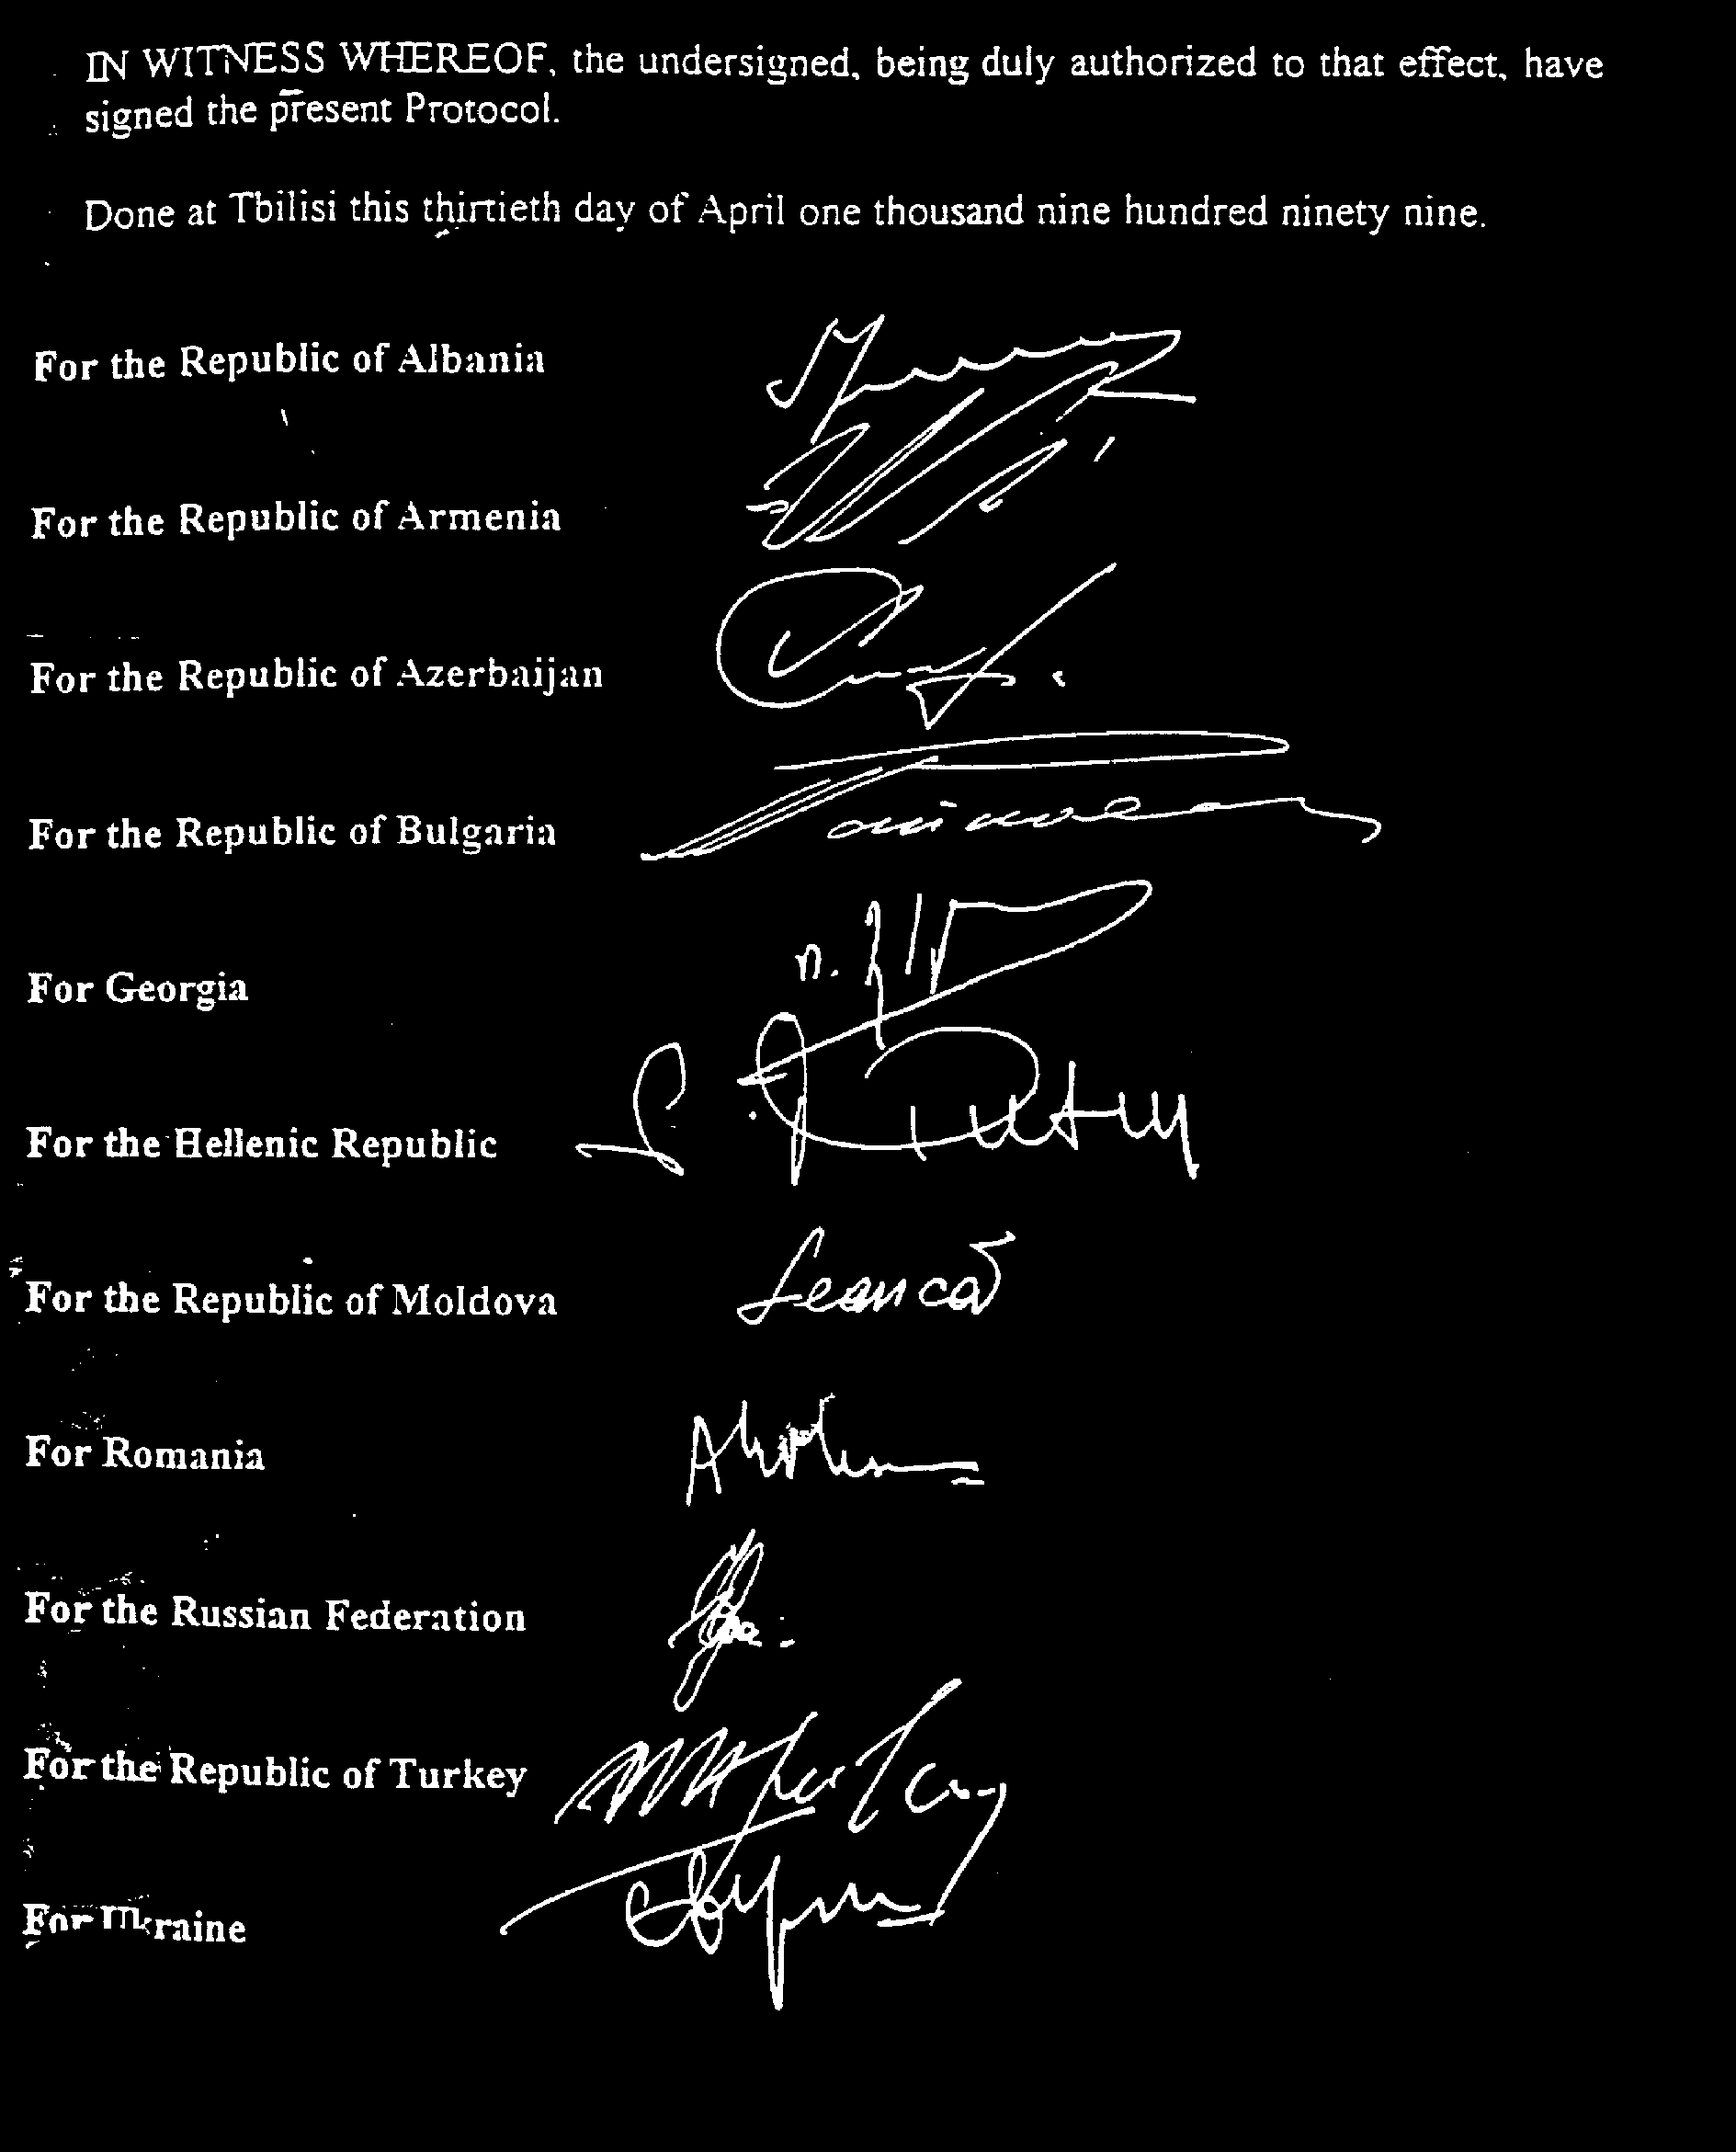 IN WITNESS WHEREOF, the undersigned, being duly authorized to that effect, have
signed the present Protocol.
Done at Tbilisi this thirtieth day of April one thousand nine hundred ninety nine.
For the Republic of Albania
For the Republic of Armenia
For the Republic of Azerbaijan
For the Republic of Bulgaria
For Georgia
For the Hellenic Republic
For the Republic of Moldova
Leancă
For Romania
For the Russian Federation
For the Republic of Turkey
For Ukraine